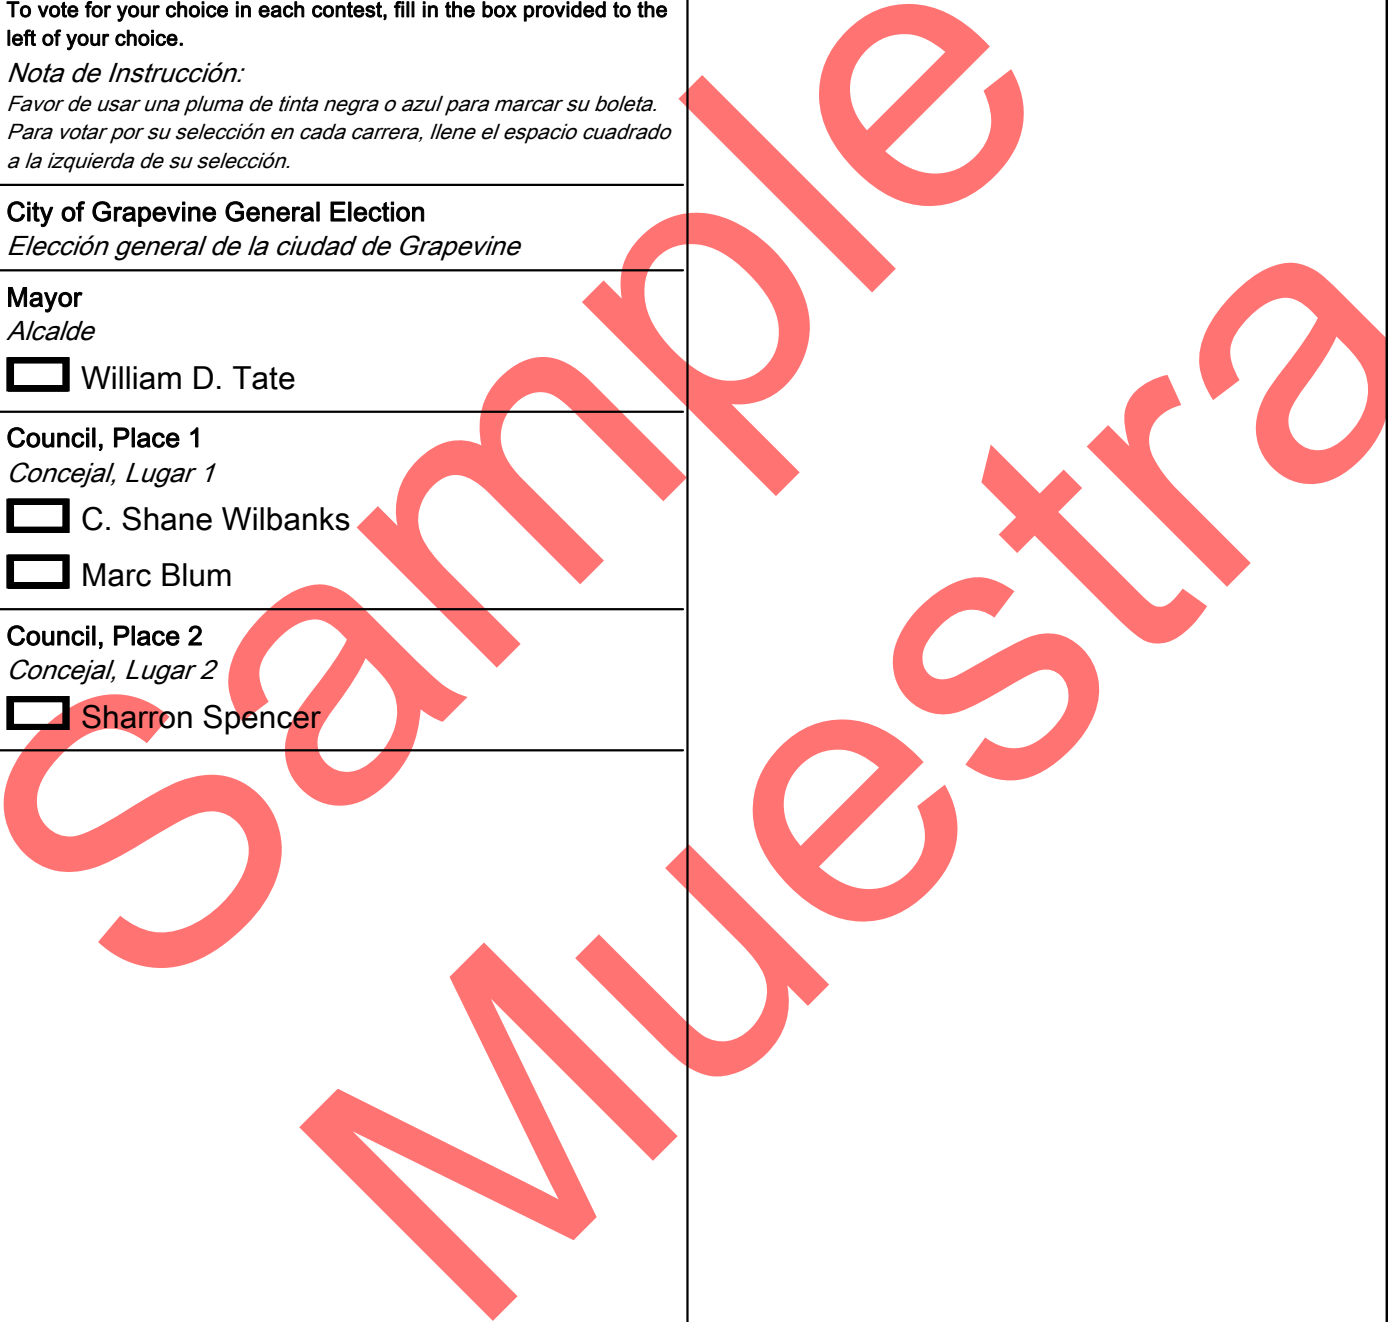 To vote for your choice in each contest, fill in the box provided to the
left of your choice.
Nota de Instrucción:
Favor de usar una pluma de tinta negra o azul para marcar su boleta.
Para votar por su selección en cada carrera, llene el espacio cuadrado
a la izquierda de su selección.
City of Grapevine General Election
Elección general de la ciudad de Grapevine
Mayor
Alcalde
William D. Tate
Council, Place 1
Concejal, Lugar 1
C. Shane Wilbanks
Marc Blum
Council, Place 2
Concejal, Lugar 2
Sharron Spencer
Sample
Muestra